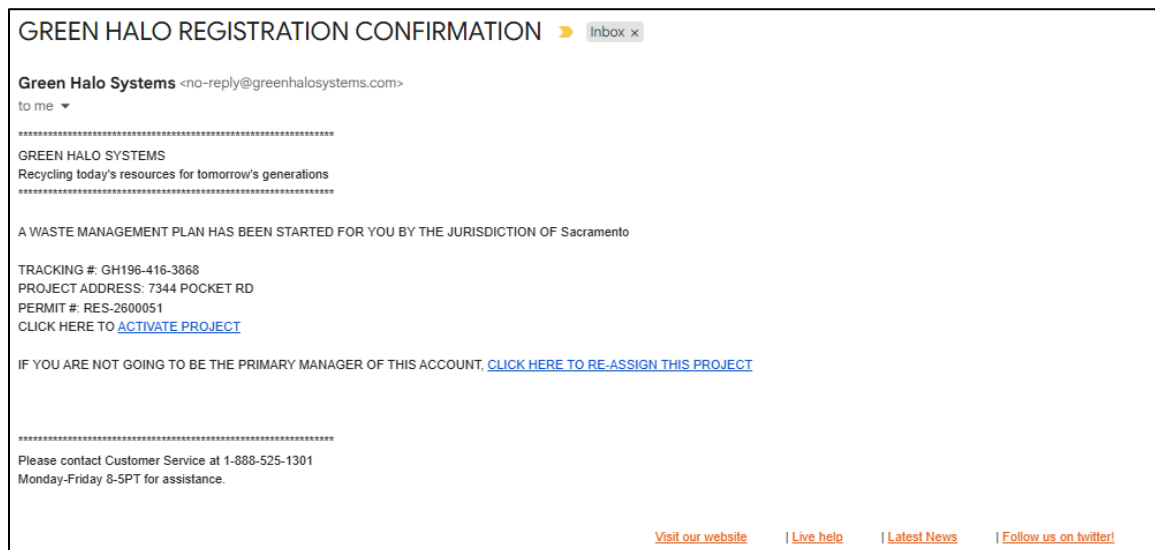 GREEN HALO REGISTRATION CONFIRMATION Inbox x
Green Halo Systems <no-reply@greenhalosystems.com>
to me
****************************************************************
GREEN HALO SYSTEMS
Recycling today's resources for tomorrow's generations
****************************************************************
A WASTE MANAGEMENT PLAN HAS BEEN STARTED FOR YOU BY THE JURISDICTION OF Sacramento
TRACKING #: GH196-416-3868
PROJECT ADDRESS: 7344 POCKET RD
PERMIT #: RES-2600051
CLICK HERE TO ACTIVATE PROJECT
IF YOU ARE NOT GOING TO BE THE PRIMARY MANAGER OF THIS ACCOUNT, CLICK HERE TO RE-ASSIGN THIS PROJECT
****************************************************************
Please contact Customer Service at 1-888-525-1301
Monday-Friday 8-5PT for assistance.
Visit our website | Live help | Latest News | Follow us on twitter!